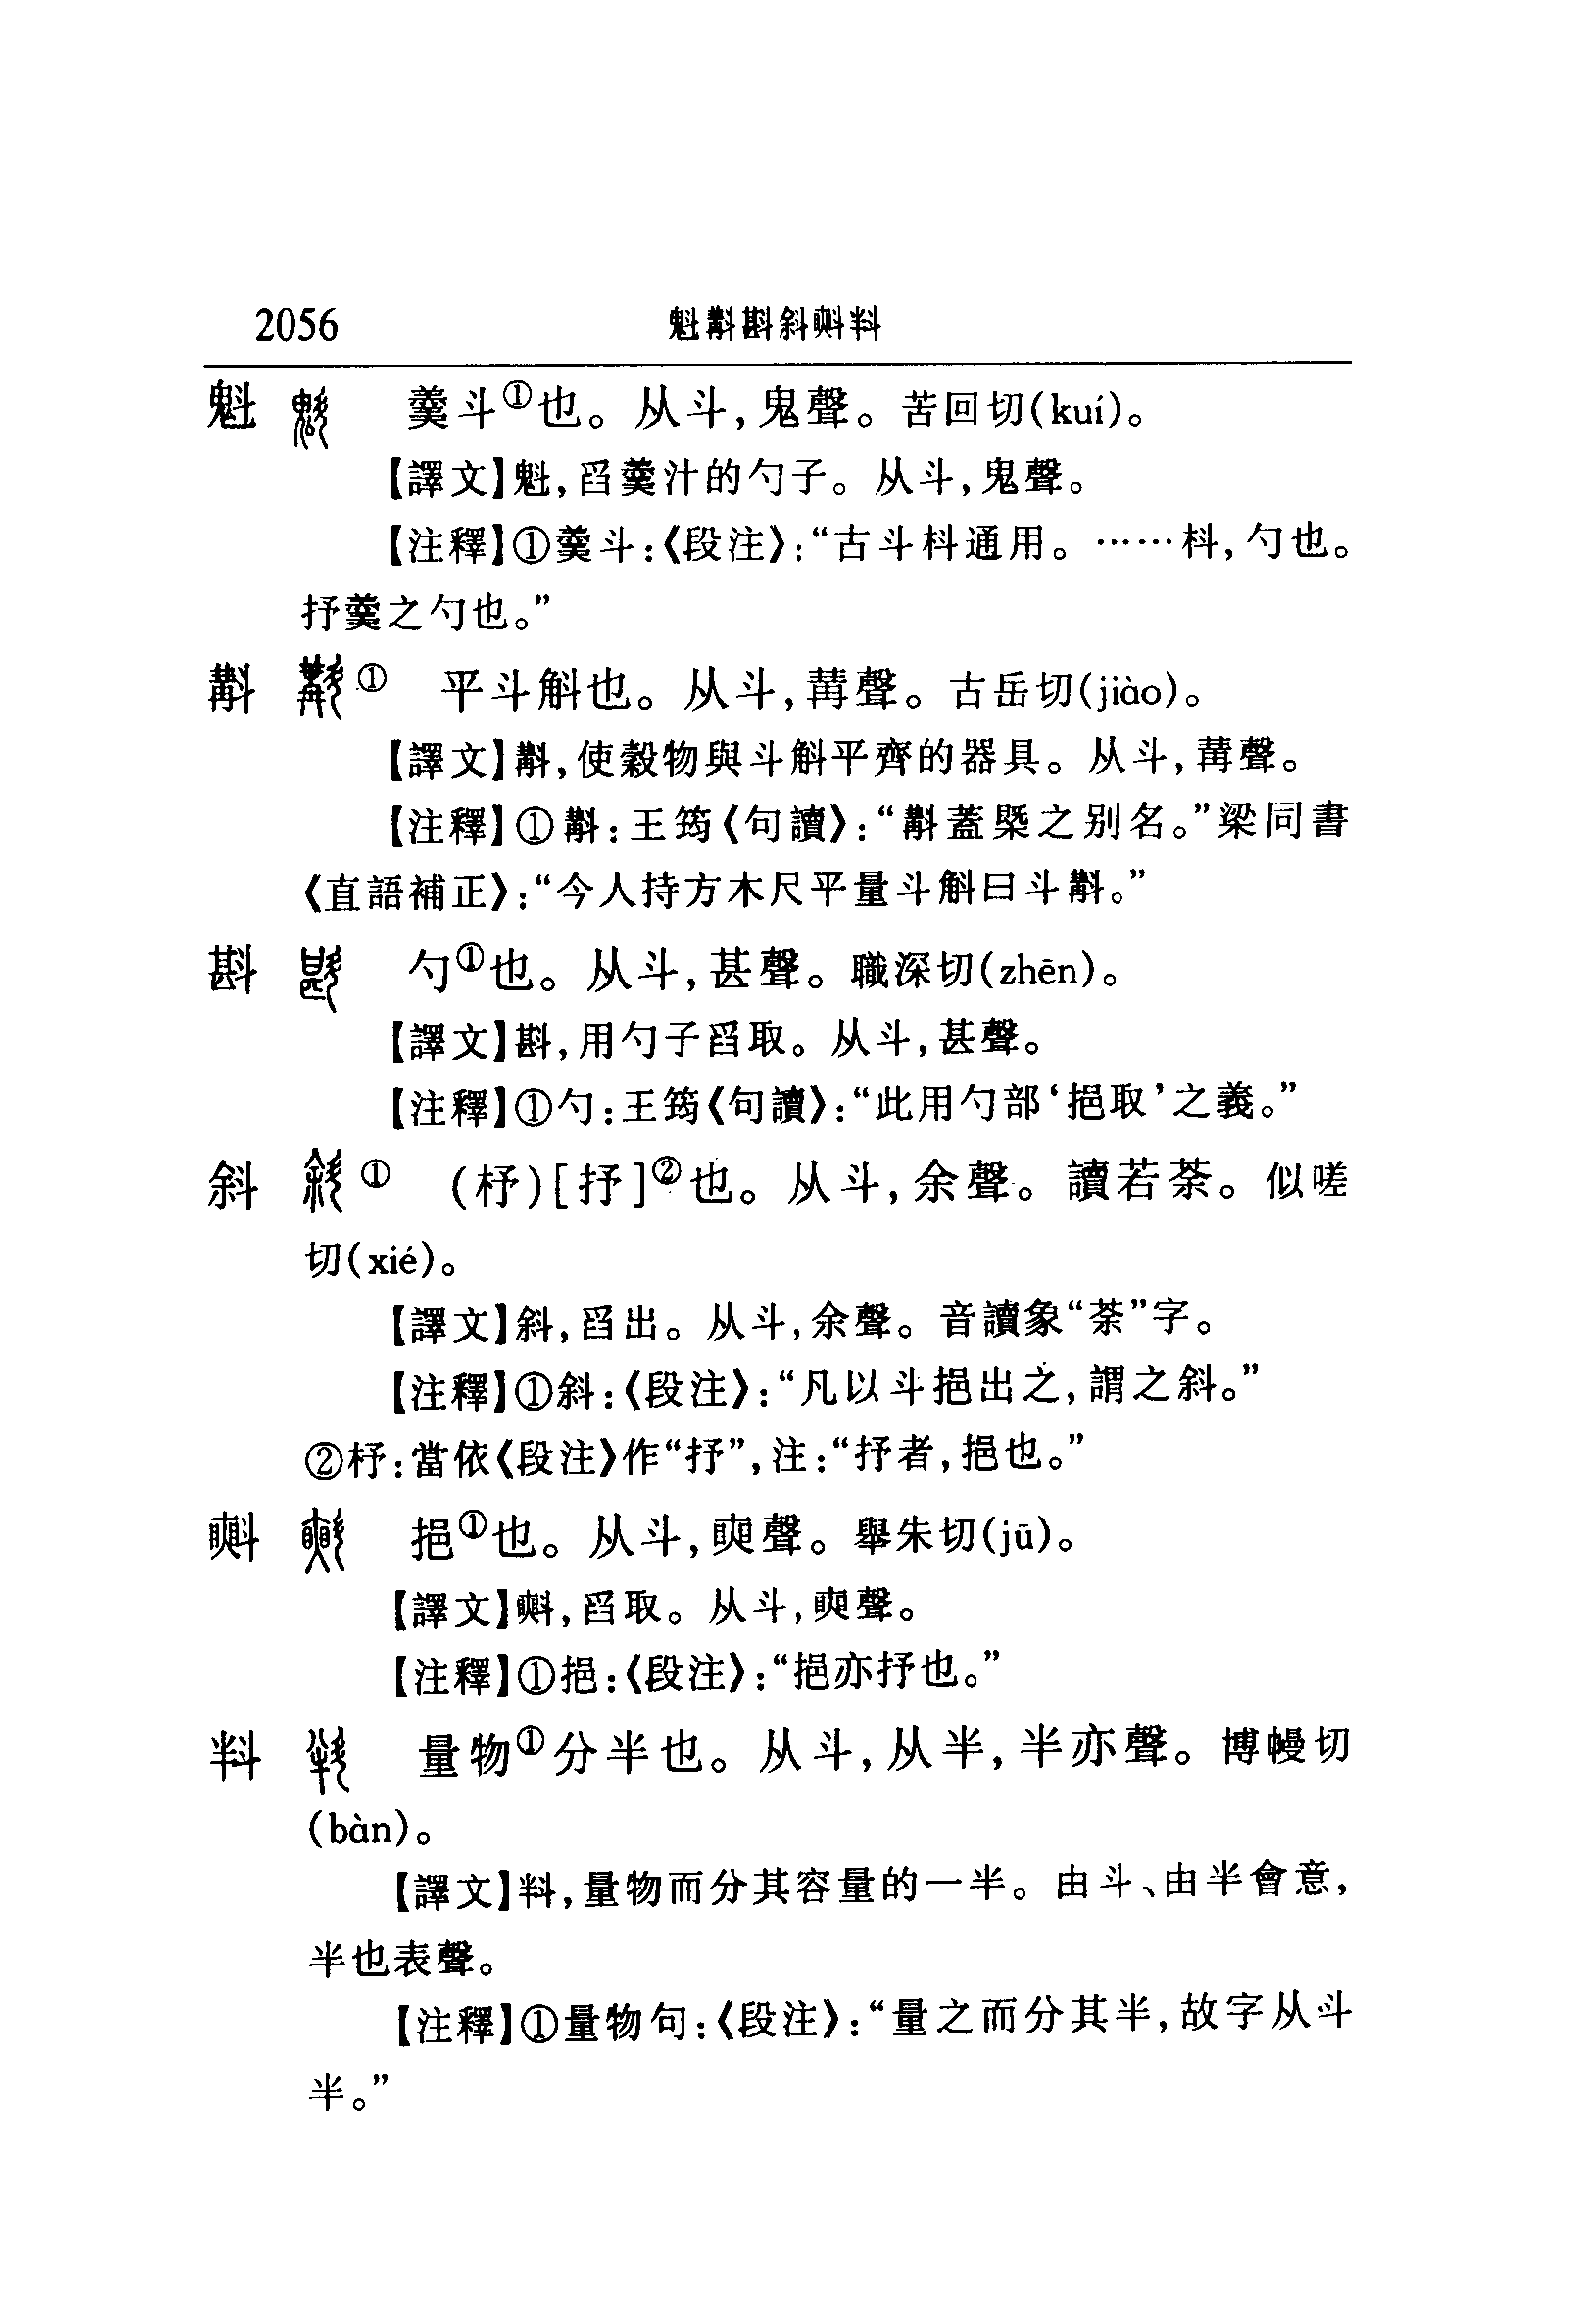 2056 魁斠斟斜㪺料
魁 羹斗①也。从斗,鬼聲。苦回切(kuí)。
【譯文】魁,舀羹汁的勺子。从斗,鬼聲。
【注釋】①羹斗:《段注》:“古斗枓通用。……枓,勺也。
抒羹之勺也。”
斠 ① 平斗斛也。从斗,冓聲。古岳切(jiào)。
【譯文】斠,使穀物與斗斛平齊的器具。从斗,冓聲。
【注釋】①斠:王筠《句讀》:“斠蓋槩之别名。”梁同書
《直語補正》:“今人持方木尺平量斗斛曰斗斠。”
斟 勺①也。从斗,甚聲。職深切(zhēn)。
【譯文】斟,用勺子舀取。从斗,甚聲。
【注釋】①勺:王筠《句讀》:“此用勺部‘挹取’之義。”
斜 ① (杼)[抒]②也。从斗,余聲。讀若荼。似嗟
切(xié)。
【譯文】斜,舀出。从斗,余聲。音讀象“荼”字。
【注釋】①斜:《段注》:“凡以斗挹出之,謂之斜。”
②杼:當依《段注》作“抒”,注:“抒者,挹也。”
㪺 挹①也。从斗,䀠聲。舉朱切(jū)。
【譯文】㪺,舀取。从斗,䀠聲。
【注釋】①挹:《段注》:“挹亦抒也。”
㪵 量物①分半也。从斗,从半,半亦聲。博幔切
(bàn)。
【譯文】㪵,量物而分其容量的一半。由斗、由半會意,
半也表聲。
【注釋】①量物句:《段注》:“量之而分其半,故字从斗
半。”